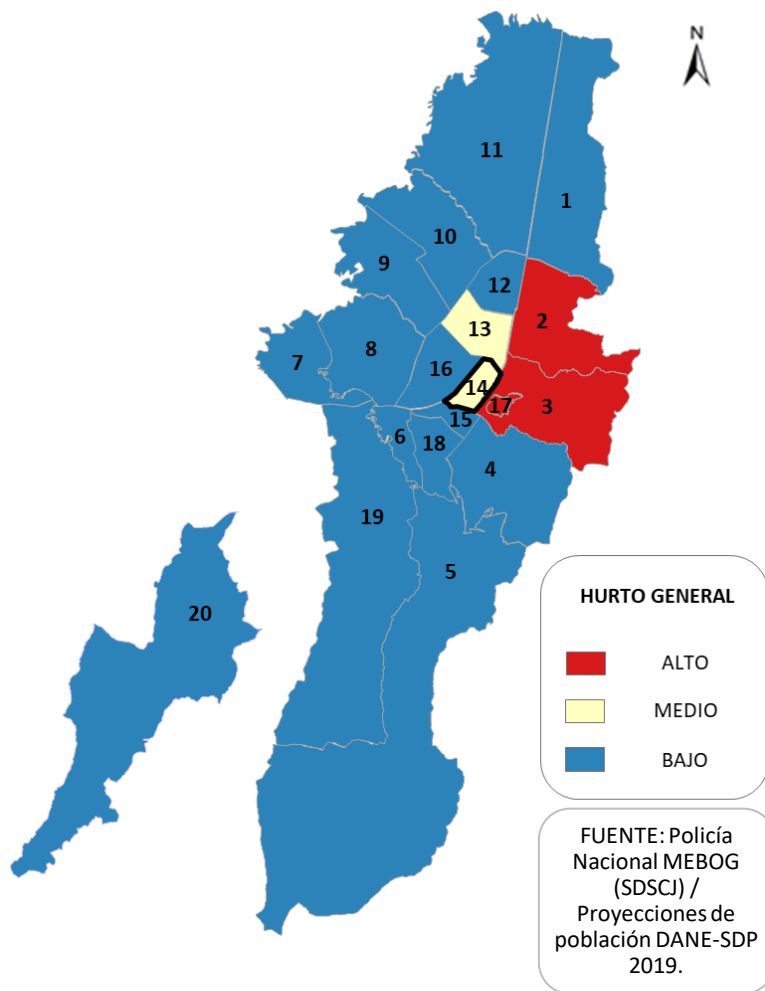 N
11
1
10
9
12
2
13
8
7
16
14
17
3
15
6
18
4
19
5
20
HURTO GENERAL
ALTO
MEDIO
BAJO
FUENTE: Policía
Nacional MEBOG
(SDSCJ) /
Proyecciones de
población DANE-SDP
2019.